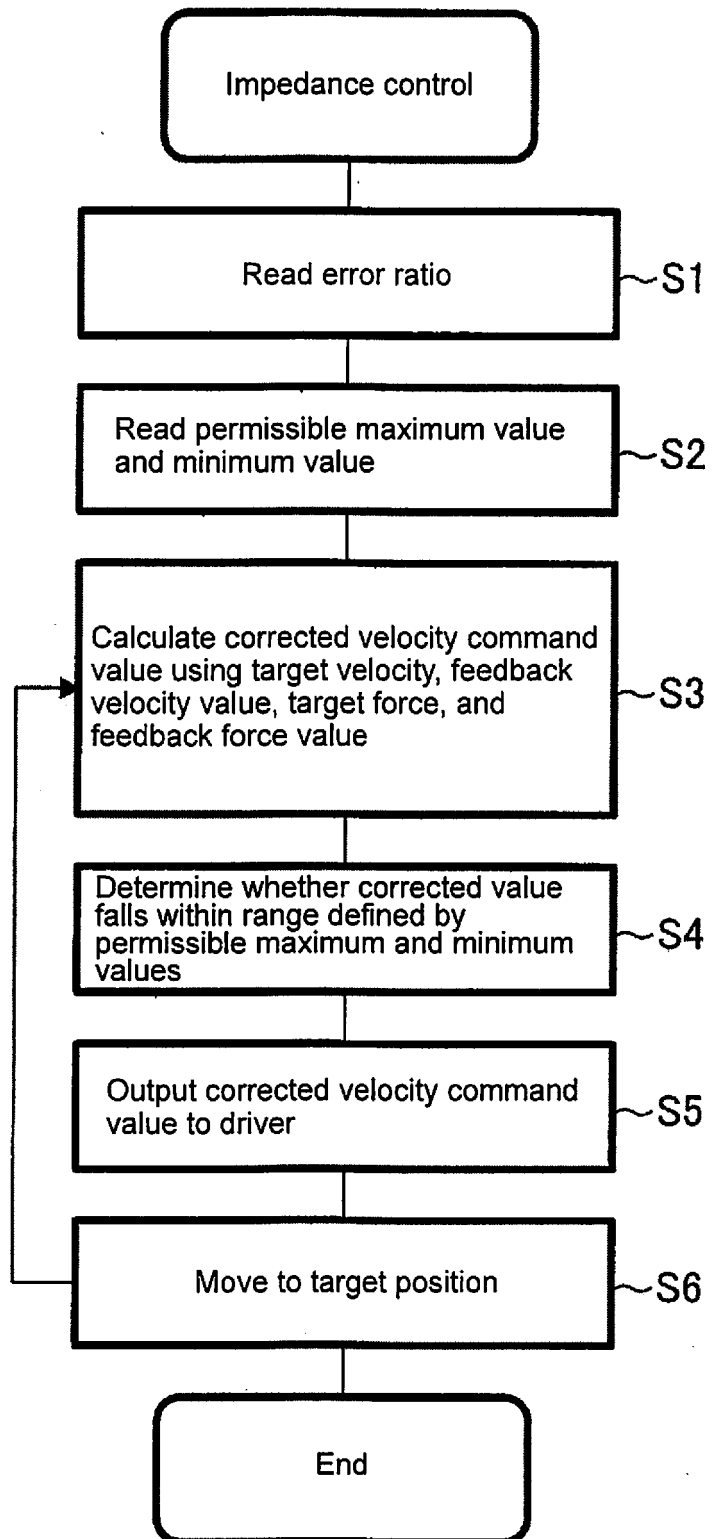 Impedance control
Read error ratio
S1
Read permissible maximum value
and minimum value
S2
Calculate corrected velocity command
value using target velocity, feedback
velocity value, target force, and
feedback force value
S3
Determine whether corrected value
falls within range defined by
permissible maximum and minimum
values
S4
Output corrected velocity command
value to driver
S5
Move to target position
S6
End